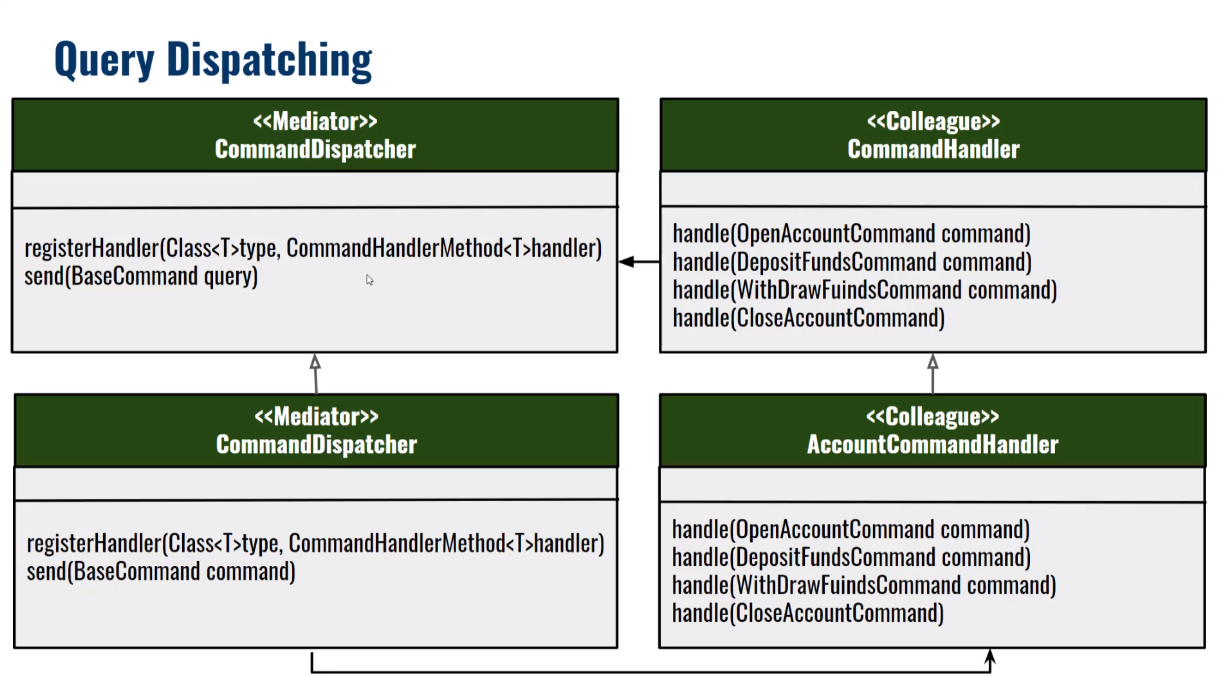 Query Dispatching
<<Mediator>>
CommandDispatcher
registerHandler(Class<T>type, CommandHandlerMethod<T>handler)
send(BaseCommand query)
<<Colleague>>
CommandHandler
handle(OpenAccountCommand command)
handle(DepositFundsCommand command)
handle(WithDrawFuindsCommand command)
handle(CloseAccountCommand)
<<Mediator>>
CommandDispatcher
registerHandler(Class<T>type, CommandHandlerMethod<T>handler)
send(BaseCommand command)
<<Colleague>>
AccountCommandHandler
handle(OpenAccountCommand command)
handle(DepositFundsCommand command)
handle(WithDrawFuindsCommand command)
handle(CloseAccountCommand)